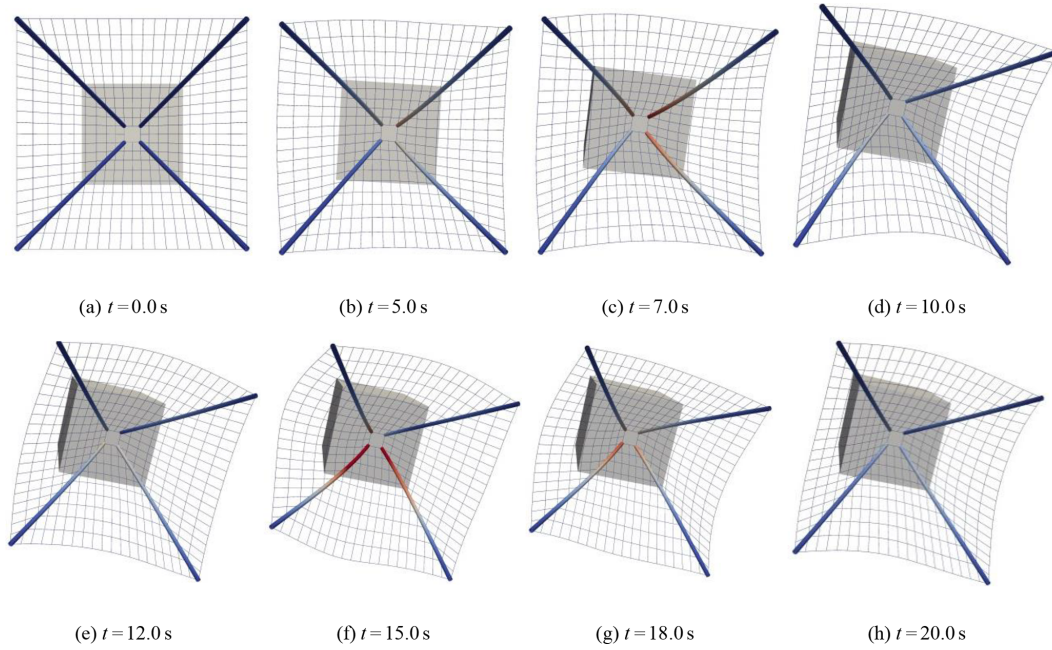 (a) t=0.0 s
(b) t=5.0 s
(c) t=7.0 s
(d) t=10.0 s
(e) t=12.0 s
(f) t=15.0 s
(g) t=18.0 s
(h) t=20.0 s